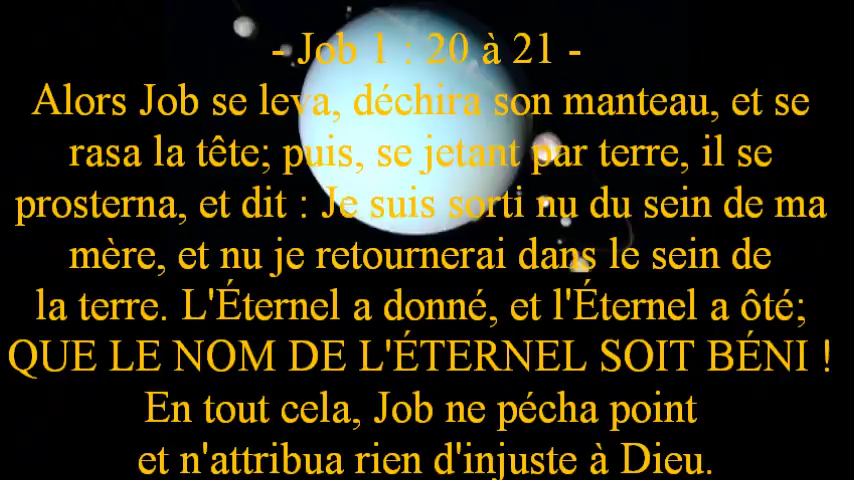 - Job 1 : 20 à 21 -
Alors Job se leva, déchira son manteau, et se
rasa la tête; puis, se jetant par terre, il se
prosterna, et dit : Je suis sorti nu du sein de ma
mère, et nu je retournerai dans le sein de
la terre. L'Éternel a donné, et l'Éternel a ôté;
QUE LE NOM DE L'ÉTERNEL SOIT BÉNI !
En tout cela, Job ne pécha point
et n'attribua rien d'injuste à Dieu.